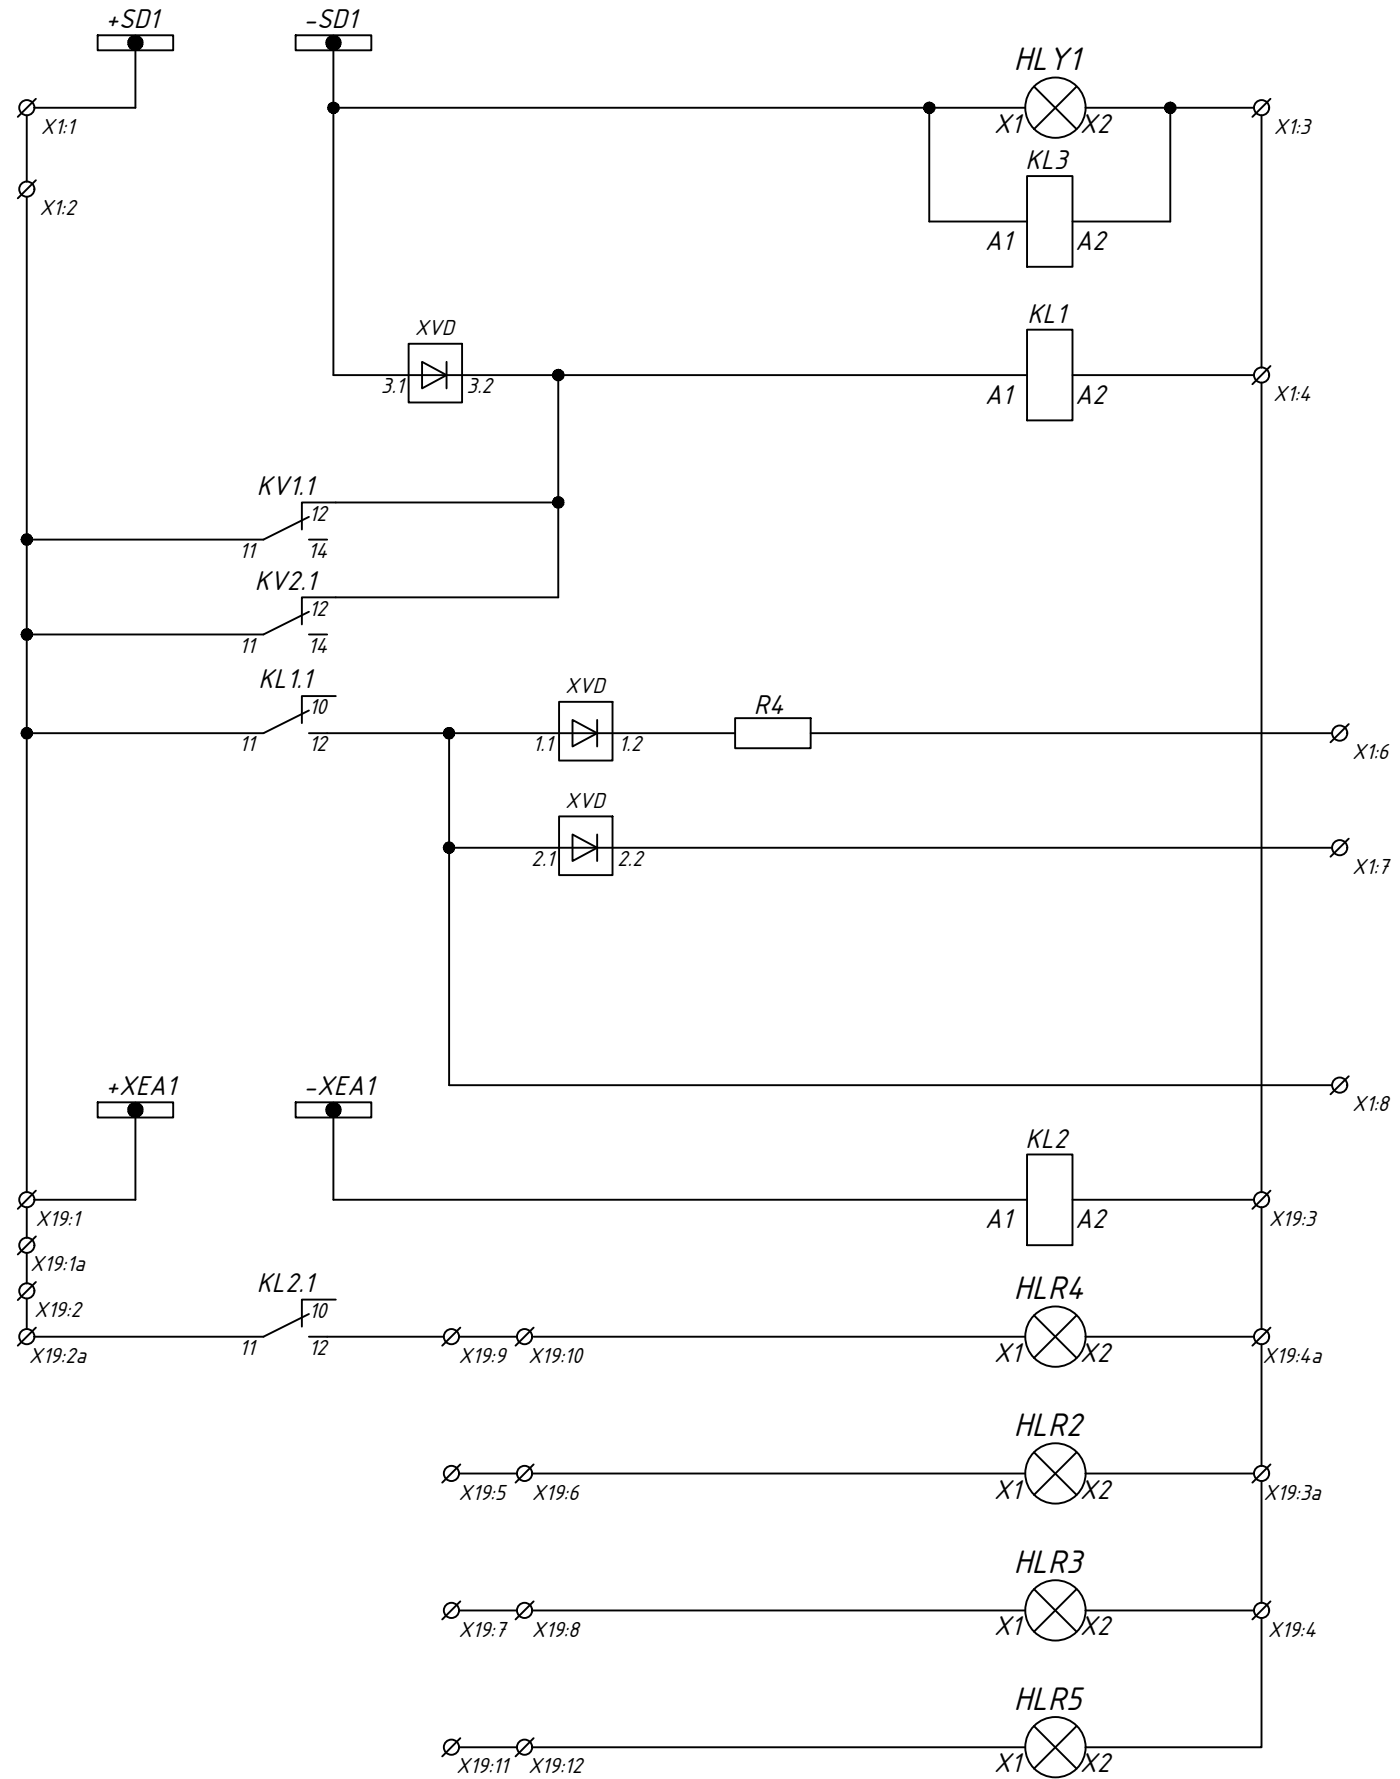 +SD1
-SD1
HLY1
X1:1
X1
X2
X1:3
KL3
X1:2
A1
A2
KL1
XVD
3.1
3.2
A1
A2
X1:4
KV1.1
12
11
14
KV2.1
12
11
14
KL1.1
10
11
12
XVD
1.1
1.2
R4
X1:6
XVD
2.1
2.2
X1:7
+XEA1
-XEA1
X1:8
KL2
X19:1
A1
A2
X19:3
X19:1a
X19:2
KL2.1
10
HLR4
X19:2a
11
12
X19:9
X19:10
X1
X2
X19:4a
HLR2
X19:5
X19:6
X1
X2
X19:3a
HLR3
X19:7
X19:8
X1
X2
X19:4
HLR5
X19:11
X19:12
X1
X2